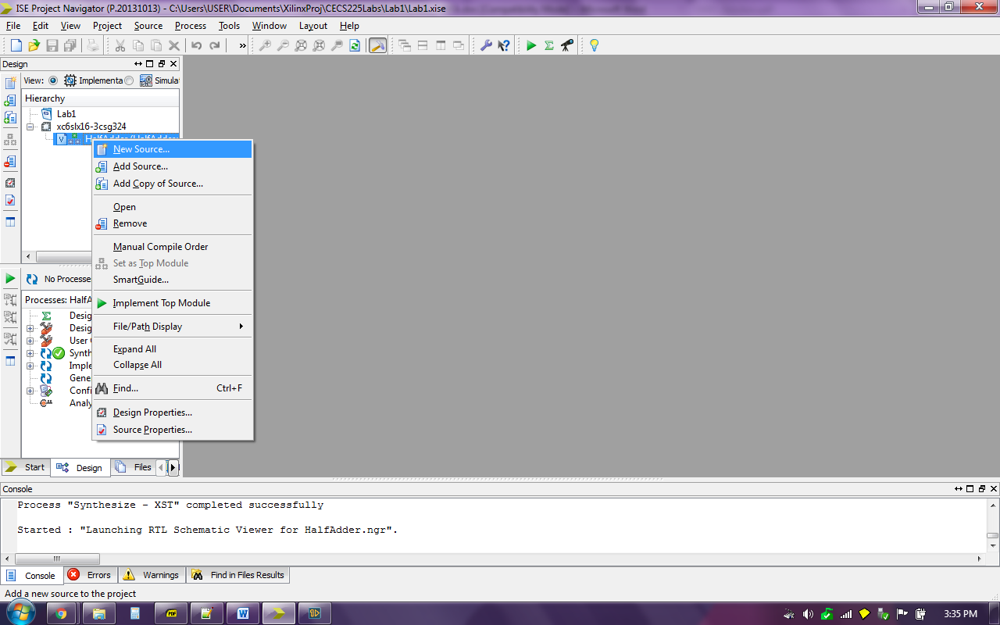 ISE Project Navigator (P.20131013) - C:\Users\USER\Documents\XilinxProj\CECS225Labs\Lab1\Lab1.xise
File Edit View Project Source Process Tools Window Layout Help
»
Design
View: Implementa Simula
Hierarchy
Lab1
xc6slx16-3csg324
HalfAdder (HalfAdder
New Source...
Add Source...
Add Copy of Source...
Open
Remove
Manual Compile Order
Set as Top Module
SmartGuide...
Implement Top Module
File/Path Display
Expand All
Collapse All
Find... Ctrl+F
Design Properties...
Source Properties...
No Processe
Processes: HalfA
Desig
Desig
User C
Synth
Imple
Gene
Confi
Analy
Start Design Files
Console
Process "Synthesize - XST" completed successfully
Started : "Launching RTL Schematic Viewer for HalfAdder.ngr".
Console Errors Warnings Find in Files Results
Add a new source to the project
PDF
W
3:35 PM